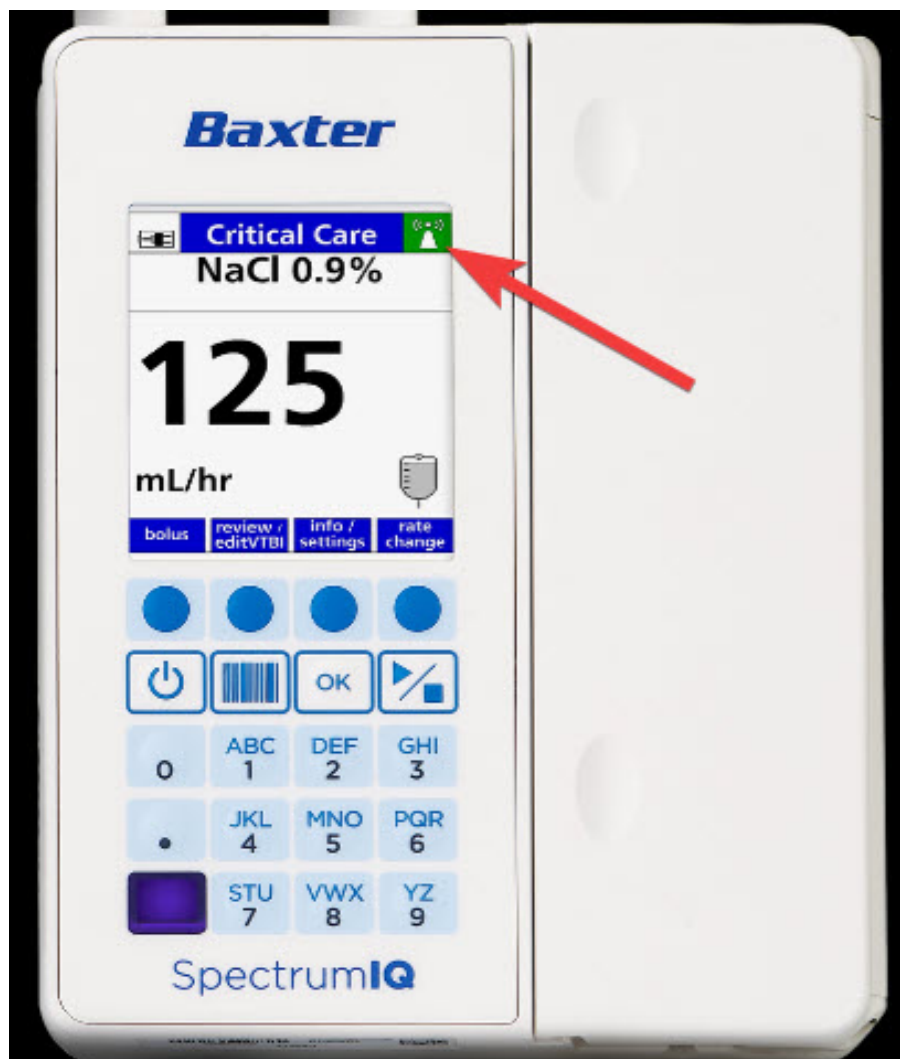 Baxter
Critical Care
NaCl 0.9%
125
mL/hr
bolus
review /
editVTBI
info /
settings
rate
change
OK
0
ABC
1
DEF
2
GHI
3
.
JKL
4
MNO
5
PQR
6
STU
7
VWX
8
YZ
9
SpectrumIQ